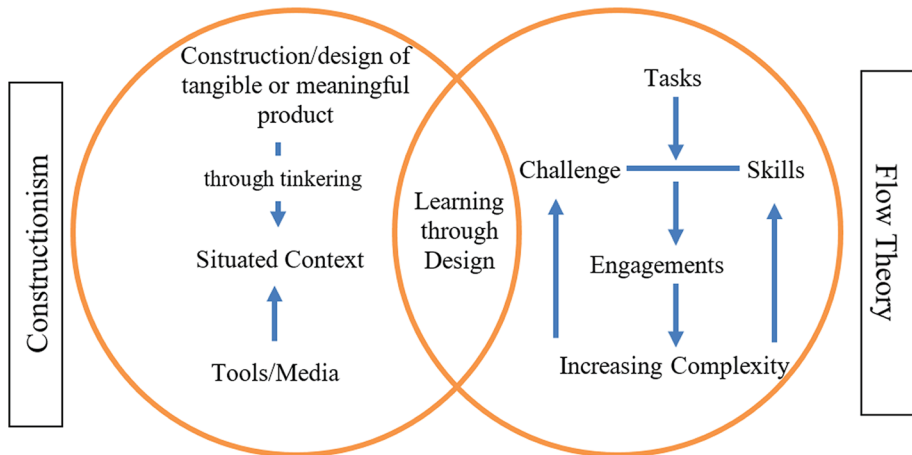 Constructionism
Construction/design of
tangible or meaningful
product
through tinkering
Situated Context
Tools/Media
Learning
through
Design
Tasks
Challenge
Skills
Engagements
Increasing Complexity
Flow Theory